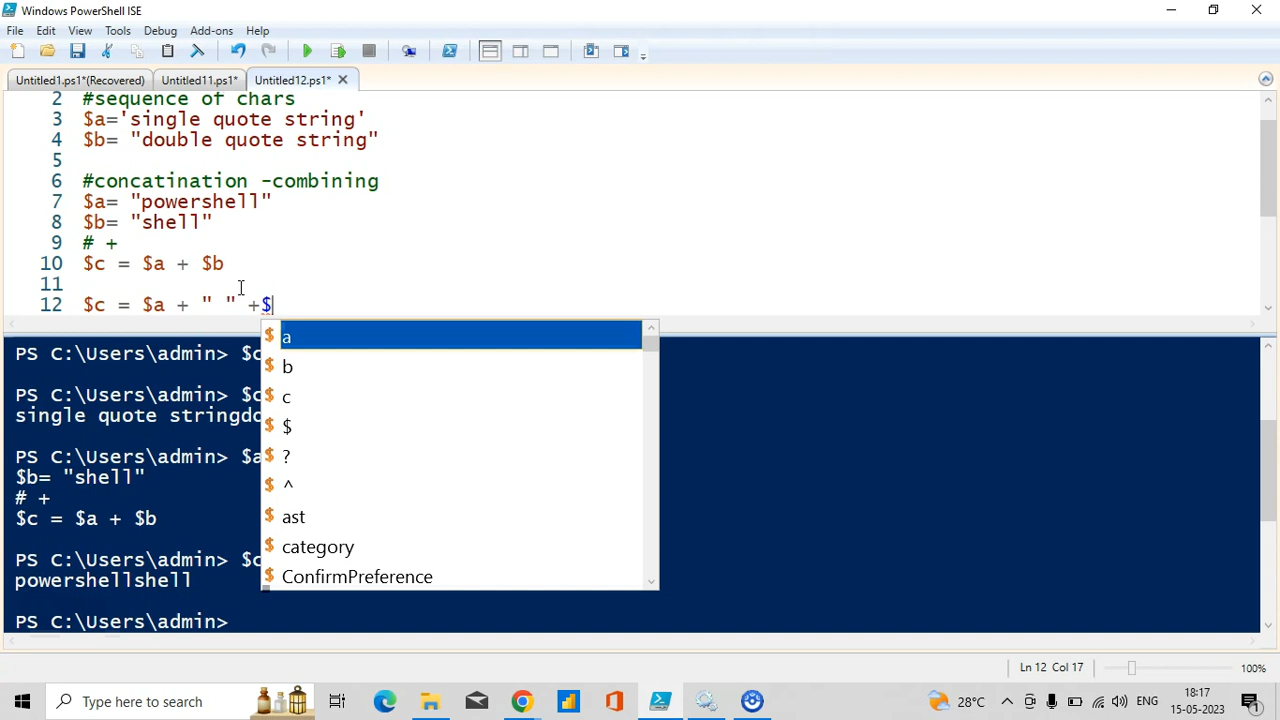 Windows PowerShell ISE
File Edit View Tools Debug Add-ons Help
Untitled1.ps1*(Recovered) Untitled11.ps1* Untitled12.ps1*
2 #sequence of chars
3 $a='single quote string'
4 $b= "double quote string"
5
6 #concatination -combining
7 $a= "powershell"
8 $b= "shell"
9 # +
10 $c = $a + $b
11
12 $c = $a + " " +$
$ a
$ b
$ c
$ $
$ ?
$ ^
$ ast
$ category
$ ConfirmPreference
PS C:\Users\admin> $c
PS C:\Users\admin> $c
single quote stringdo
PS C:\Users\admin> $a
$b= "shell"
# +
$c = $a + $b
PS C:\Users\admin> $c
powershellshell
PS C:\Users\admin>
Ln 12 Col 17 100%
Type here to search
28°C ENG 18:17
15-05-2023
1